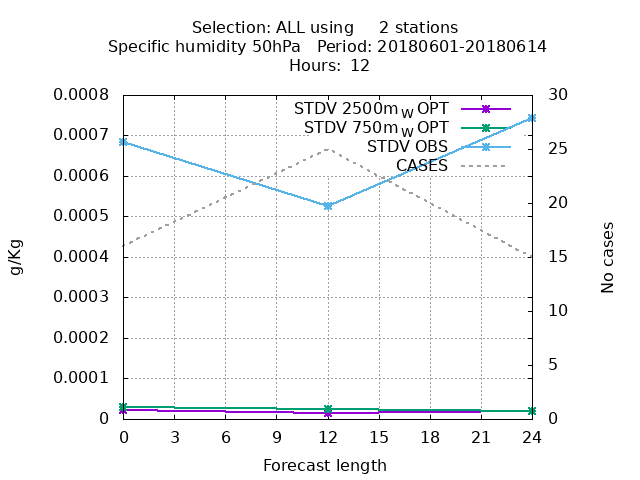 Selection: ALL using 2 stations
Specific humidity 50hPa Period: 20180601-20180614
Hours: 12
STDV 2500m_W OPT
STDV 750m_W OPT
STDV OBS
CASES
g/Kg
0.0008
0.0007
0.0006
0.0005
0.0004
0.0003
0.0002
0.0001
0
No cases
30
25
20
15
10
5
0
0 3 6 9 12 15 18 21 24
Forecast length